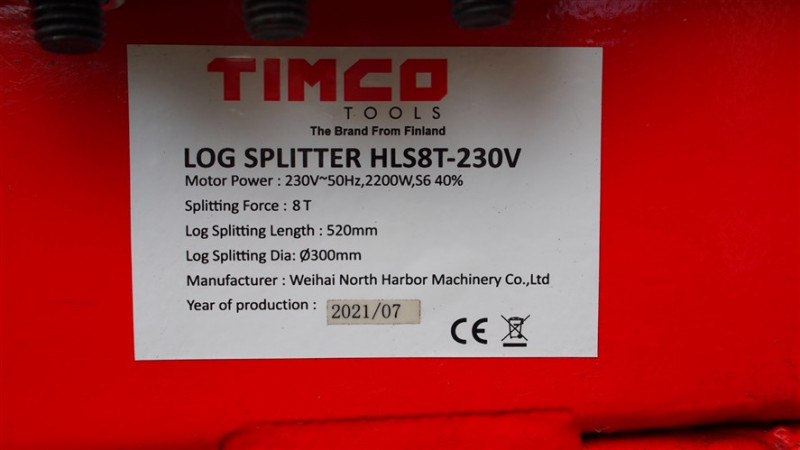 TIMCO
TOOLS
The Brand From Finland
LOG SPLITTER HLS8T-230V
Motor Power : 230V~50Hz,2200W,S6 40%
Splitting Force : 8 T
Log Splitting Length : 520mm
Log Splitting Dia: Ø300mm
Manufacturer : Weihai North Harbor Machinery Co.,Ltd
Year of production : 2021/07
CE